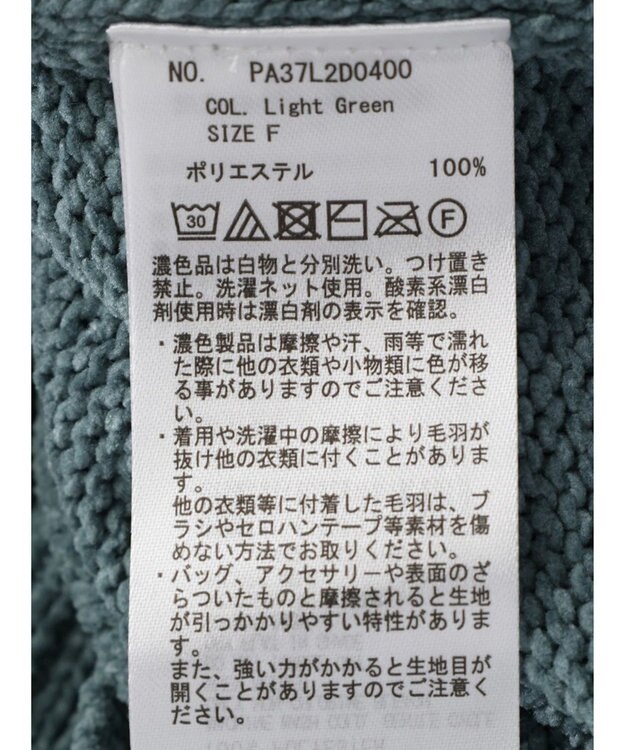 NO. PA37L2D0400
COL. Light Green
SIZE F
ポリエステル 100%
30 F
濃色品は白物と分別洗い。つけ置き
禁止。洗濯ネット使用。酸素系漂白
剤使用時は漂白剤の表示を確認。
・濃色製品は摩擦や汗、雨等で濡れ
た際に他の衣類や小物類に色が移
る事がありますのでご注意くださ
い。
・着用や洗濯中の摩擦により毛羽が
抜け他の衣類に付くことがありま
す。
他の衣類等に付着した毛羽は、ブ
ラシやセロハンテープ等素材を傷
めない方法でお取りください。
・バッグ、アクセサリーや表面のざ
らついたものと摩擦されると生地
が引っかかりやすい特性がありま
す。
また、強い力がかかると生地目が
開くことがありますのでご注意く
ださい。